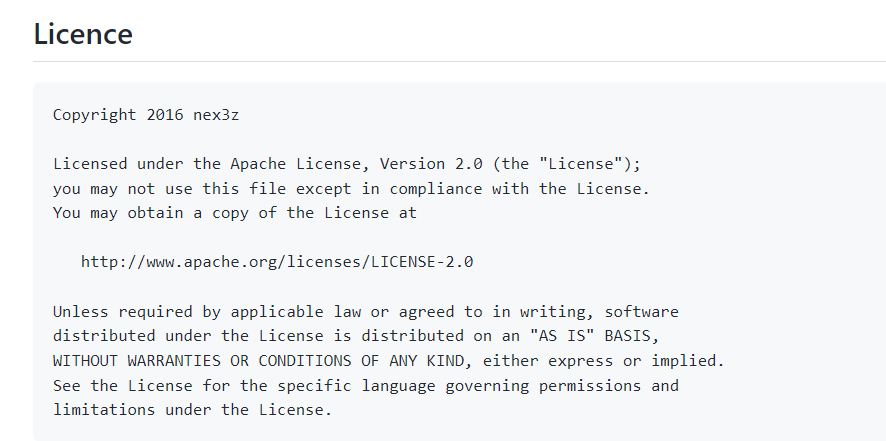 Licence
Copyright 2016 nex3z
Licensed under the Apache License, Version 2.0 (the "License");
you may not use this file except in compliance with the License.
You may obtain a copy of the License at
http://www.apache.org/licenses/LICENSE-2.0
Unless required by applicable law or agreed to in writing, software
distributed under the License is distributed on an "AS IS" BASIS,
WITHOUT WARRANTIES OR CONDITIONS OF ANY KIND, either express or implied.
See the License for the specific language governing permissions and
limitations under the License.